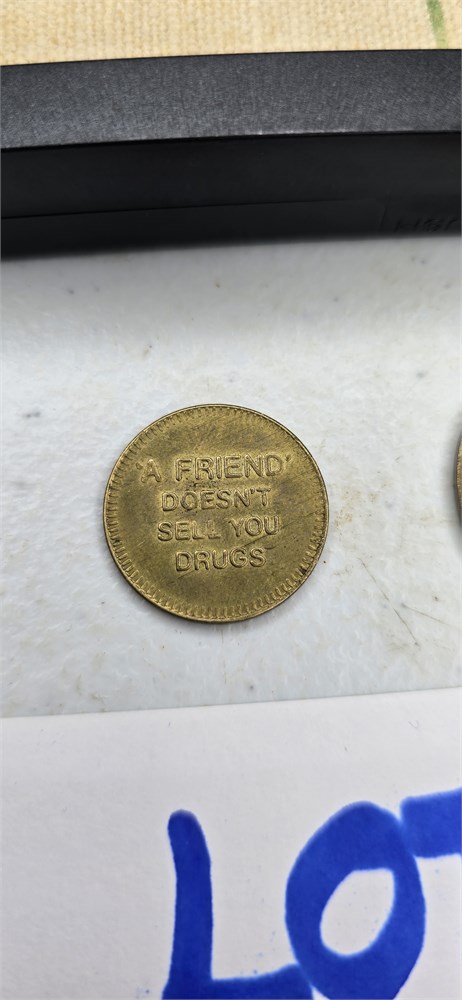 'A FRIEND'
DOESN'T
SELL YOU
DRUGS
LOT